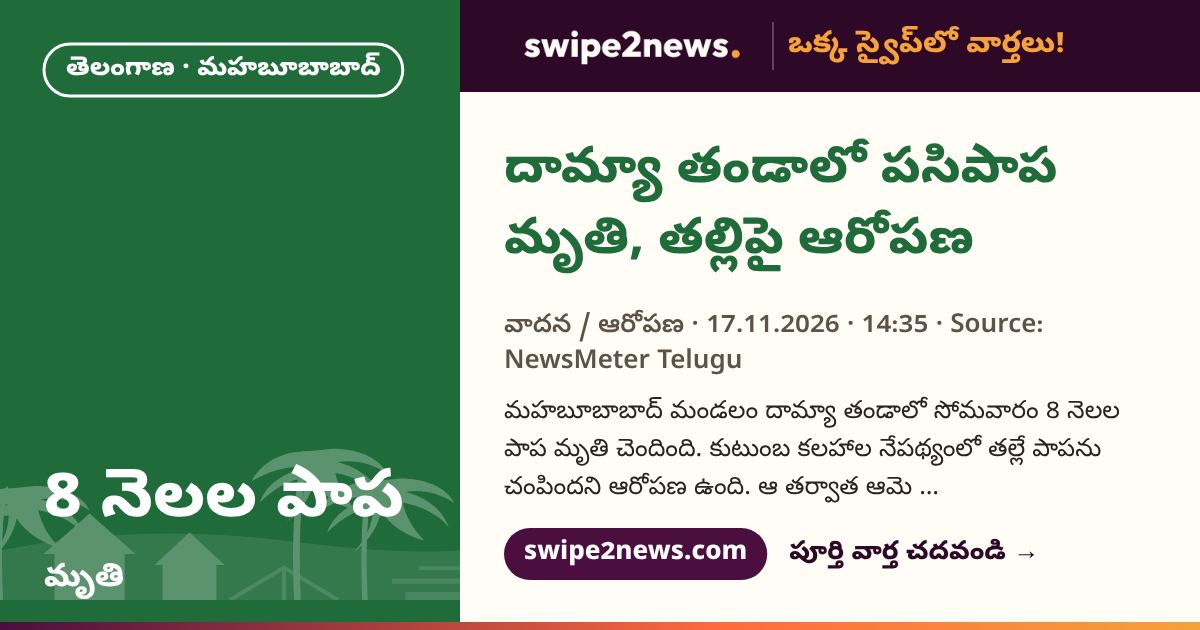 తెలంగాణ · మహబూబాబాద్
swipe2news.
ఒక్క స్వైప్‌లో వార్తలు!
దామ్యా తండాలో పసిపాప
మృతి, తల్లిపై ఆరోపణ
వాదన / ఆరోపణ · 17.11.2026 · 14:35 · Source:
NewsMeter Telugu
మహబూబాబాద్ మండలం దామ్యా తండాలో సోమవారం 8 నెలల
పాప మృతి చెందింది. కుటుంబ కలహాల నేపథ్యంలో తల్లే పాపను
చంపిందని ఆరోపణ ఉంది. ఆ తర్వాత ఆమె ...
8 నెలల పాప
మృతి
swipe2news.com
పూర్తి వార్త చదవండి →